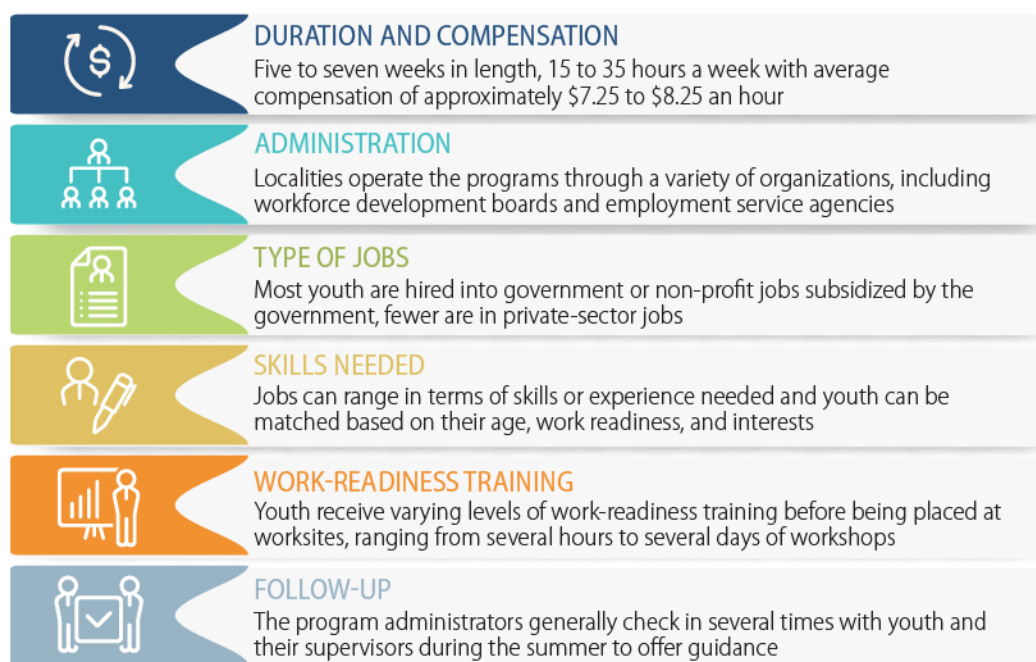 DURATION AND COMPENSATION
Five to seven weeks in length, 15 to 35 hours a week with average
compensation of approximately $7.25 to $8.25 an hour
ADMINISTRATION
Localities operate the programs through a variety of organizations, including
workforce development boards and employment service agencies
TYPE OF JOBS
Most youth are hired into government or non-profit jobs subsidized by the
government, fewer are in private-sector jobs
SKILLS NEEDED
Jobs can range in terms of skills or experience needed and youth can be
matched based on their age, work readiness, and interests
WORK-READINESS TRAINING
Youth receive varying levels of work-readiness training before being placed at
worksites, ranging from several hours to several days of workshops
FOLLOW-UP
The program administrators generally check in several times with youth and
their supervisors during the summer to offer guidance